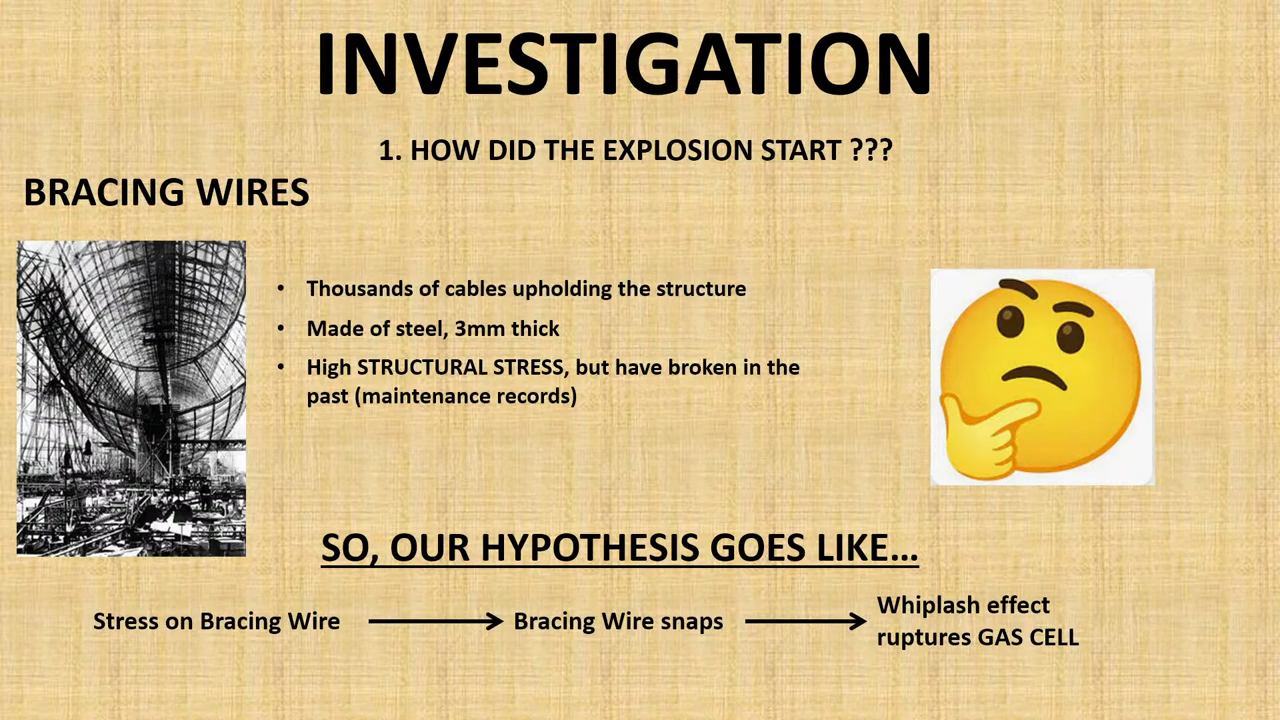 INVESTIGATION
1. HOW DID THE EXPLOSION START ???
BRACING WIRES
• Thousands of cables upholding the structure
• Made of steel, 3mm thick
• High STRUCTURAL STRESS, but have broken in the
past (maintenance records)
SO, OUR HYPOTHESIS GOES LIKE...
Stress on Bracing Wire
Bracing Wire snaps
Whiplash effect
ruptures GAS CELL